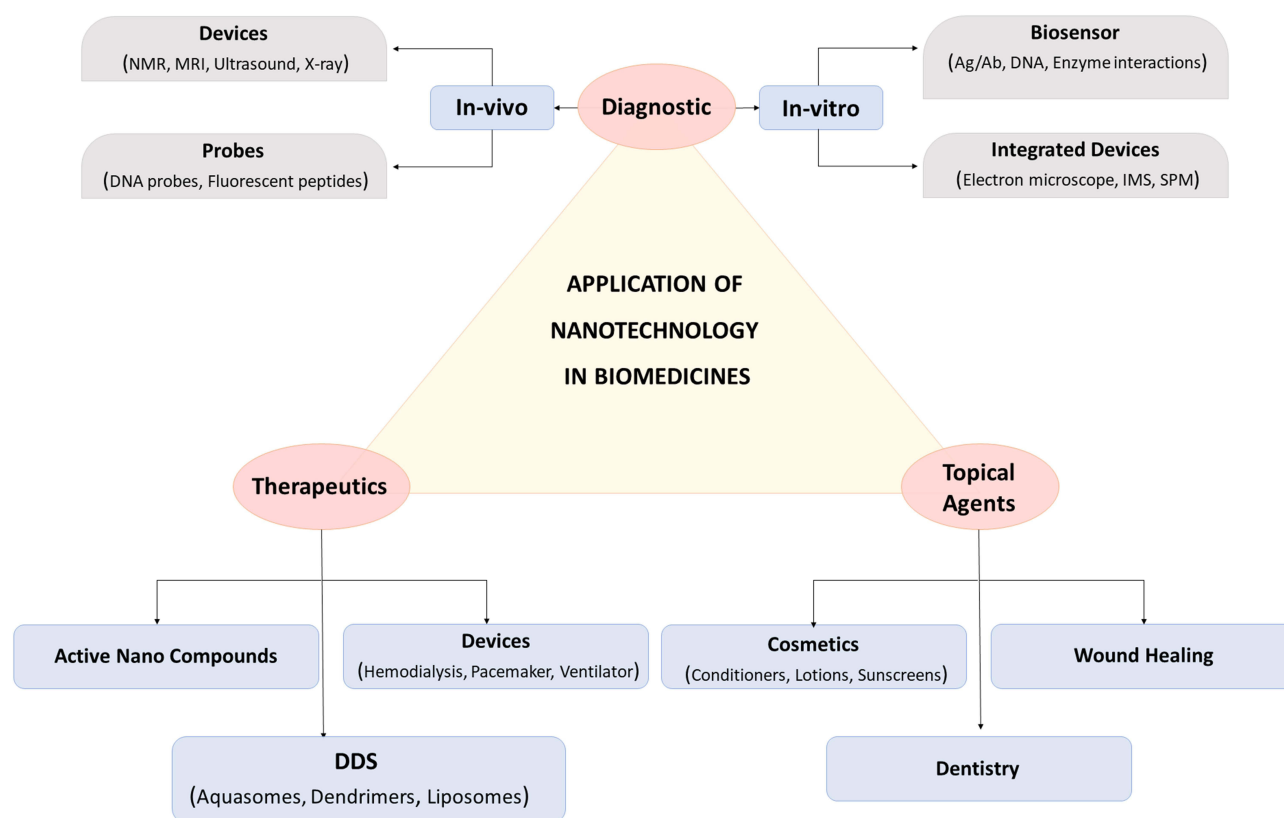 Devices
(NMR, MRI, Ultrasound, X-ray)
Probes
(DNA probes, Fluorescent peptides)
In-vivo
Diagnostic
In-vitro
Biosensor
(Ag/Ab, DNA, Enzyme interactions)
Integrated Devices
(Electron microscope, IMS, SPM)
APPLICATION OF
NANOTECHNOLOGY
IN BIOMEDICINES
Therapeutics
Topical
Agents
Active Nano Compounds
Devices
(Hemodialysis, Pacemaker, Ventilator)
DDS
(Aquasomes, Dendrimers, Liposomes)
Cosmetics
(Conditioners, Lotions, Sunscreens)
Wound Healing
Dentistry